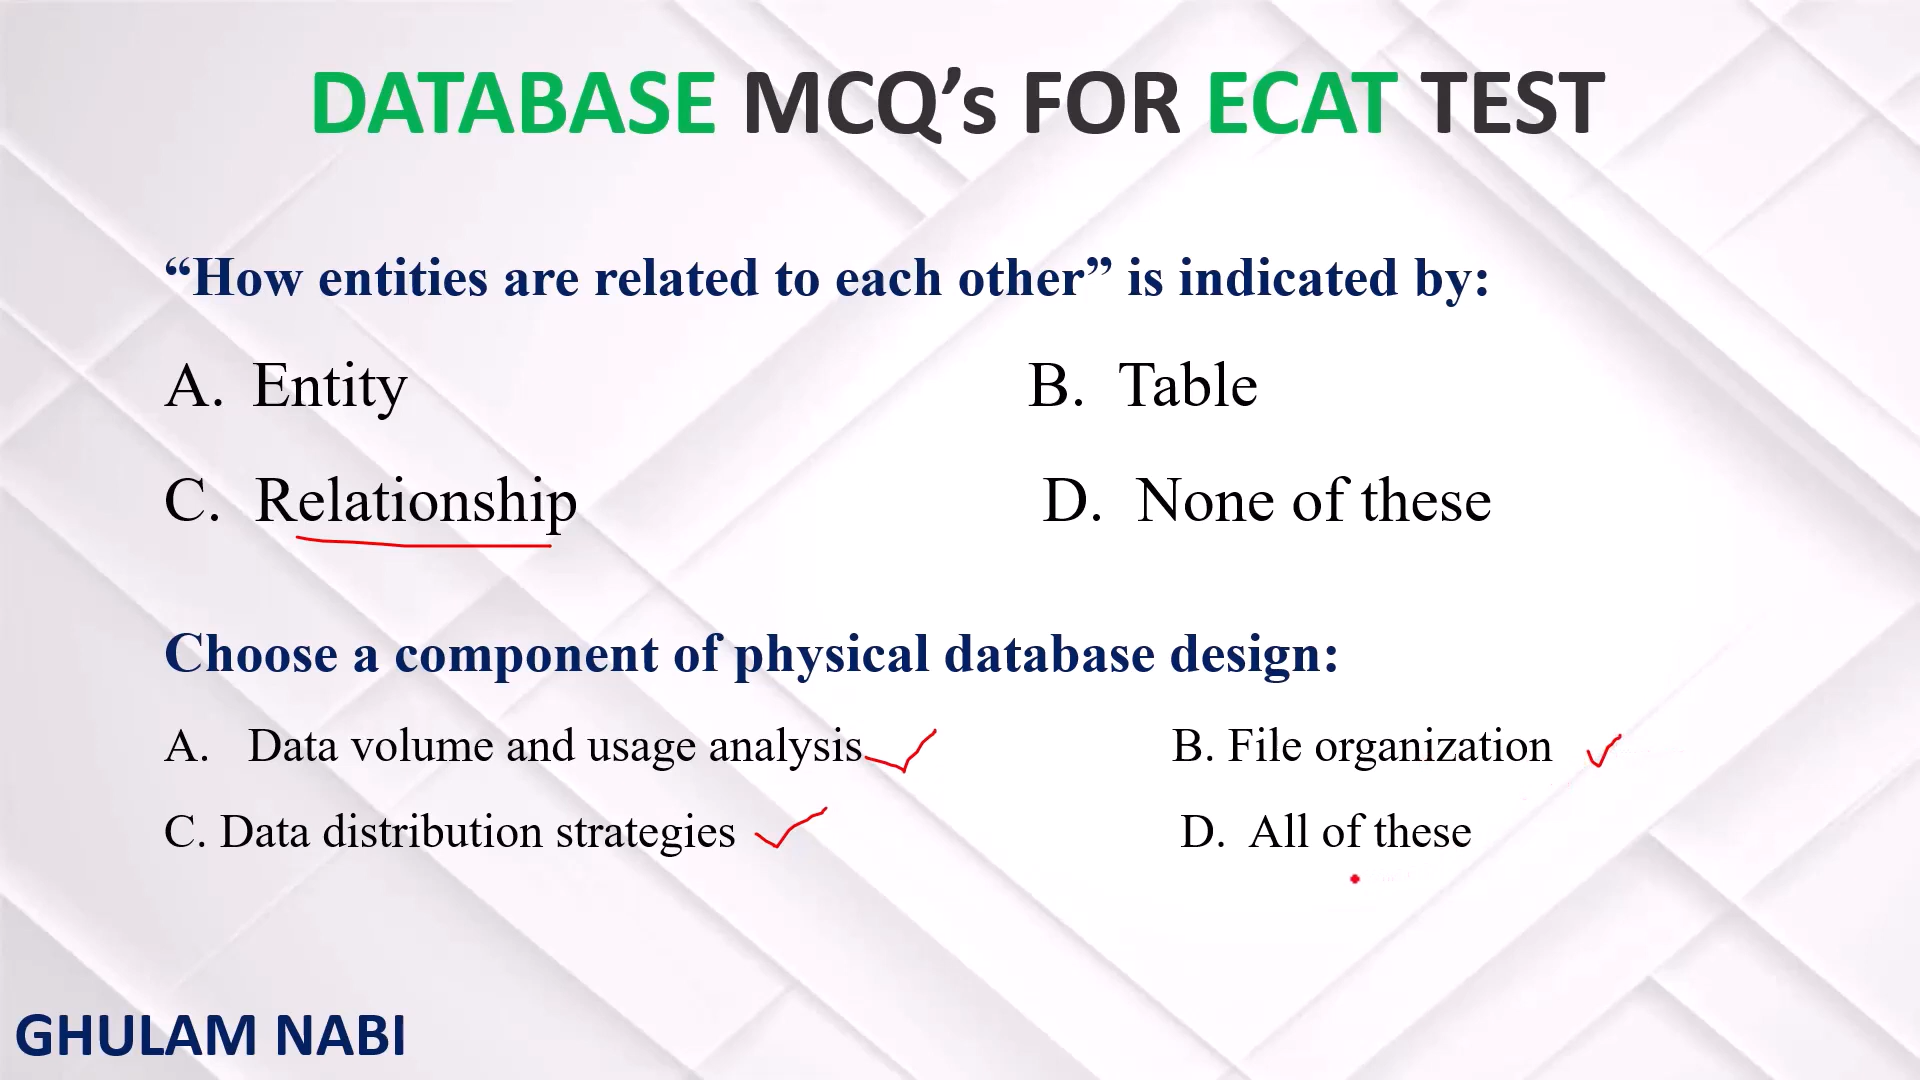 DATABASE MCQ’s FOR ECAT TEST
“How entities are related to each other” is indicated by:
A. Entity
B. Table
C. Relationship
D. None of these
Choose a component of physical database design:
A. Data volume and usage analysis
B. File organization
C. Data distribution strategies
D. All of these
GHULAM NABI